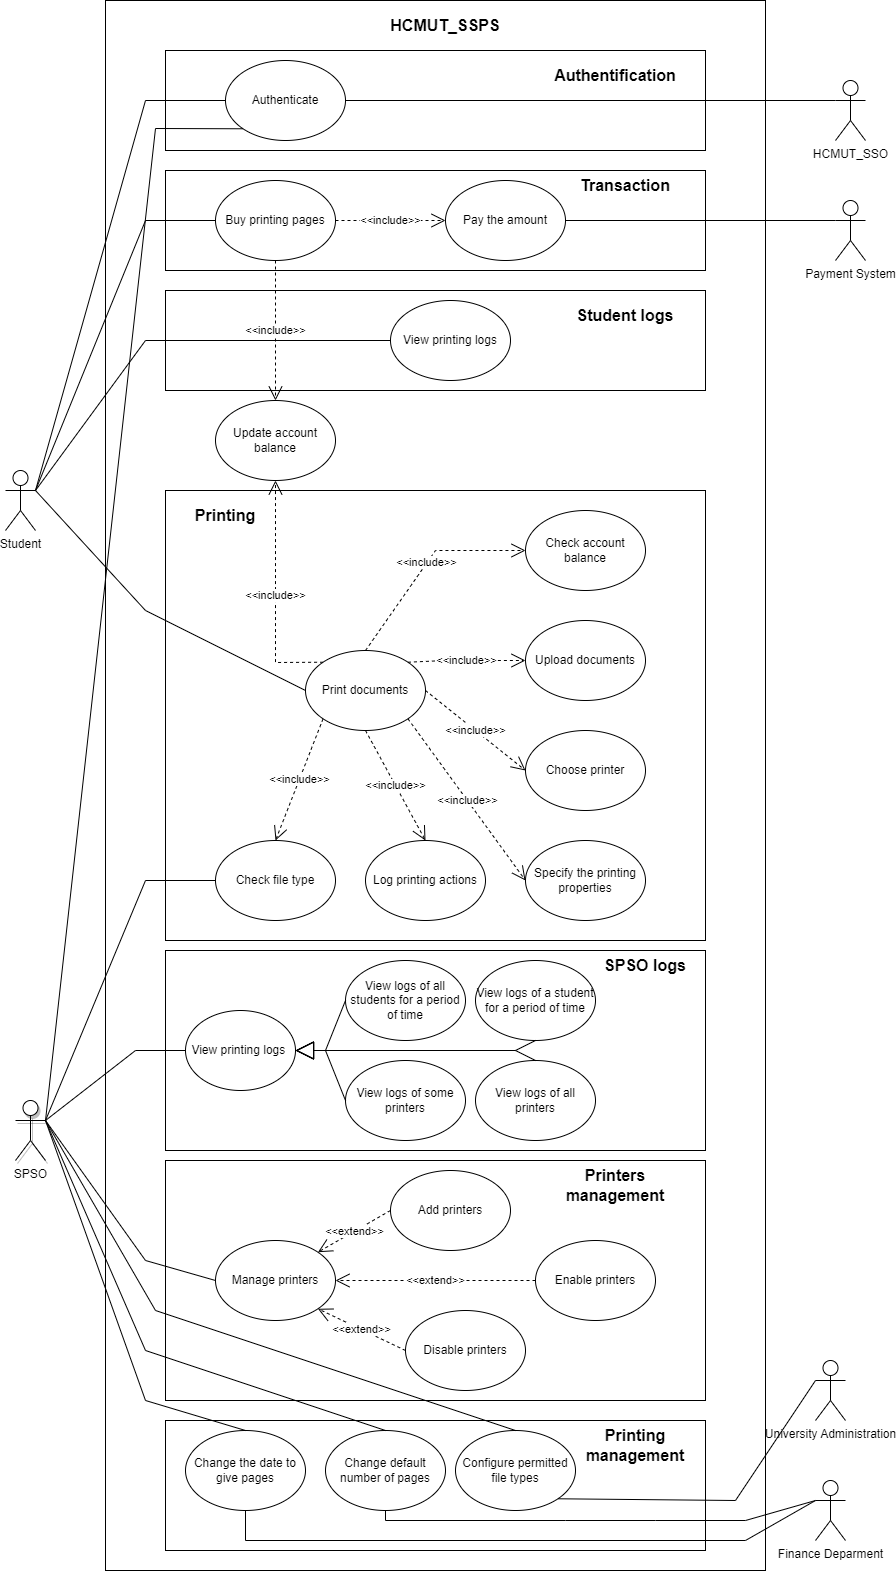 HCMUT_SSPS
Authentification
Authenticate
HCMUT_SSO
Transaction
Buy printing pages
<<include>>
Pay the amount
Payment System
Student logs
<<include>>
View printing logs
Update account
balance
Student
Printing
Check account
balance
<<include>>
<<include>>
Print documents
<<include>>
Upload documents
<<include>>
Choose printer
<<include>>
<<include>>
<<include>>
Check file type
Log printing actions
Specify the printing
properties
SPSO logs
View logs of all
students for a period
of time
View logs of a student
for a period of time
View printing logs
View logs of some
printers
View logs of all
printers
SPSO
Printers
management
Add printers
<<extend>>
Manage printers
<<extend>>
Enable printers
<<extend>>
Disable printers
University Administration
Printing
management
Change the date to
give pages
Change default
number of pages
Configure permitted
file types
Finance Deparment